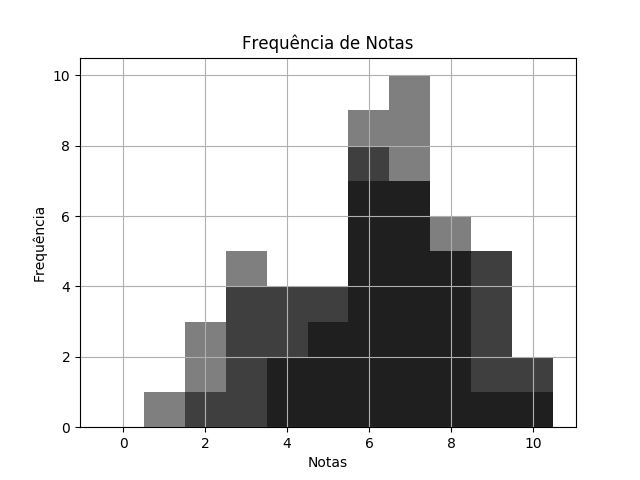 Frequência de Notas
10
8
6
4
2
0
Frequência
0 2 4 6 8 10
Notas